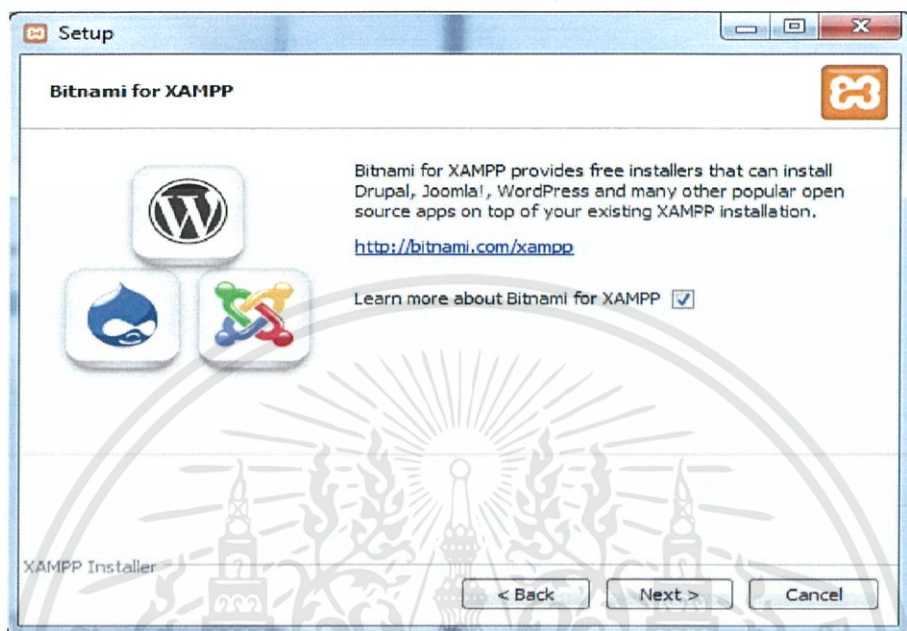 Setup
Bitnami for XAMPP
Bitnami for XAMPP provides free installers that can install
Drupal, Joomla!, WordPress and many other popular open
source apps on top of your existing XAMPP installation.
http://bitnami.com/xampp
Learn more about Bitnami for XAMPP
XAMPP Installer
< Back
Next >
Cancel